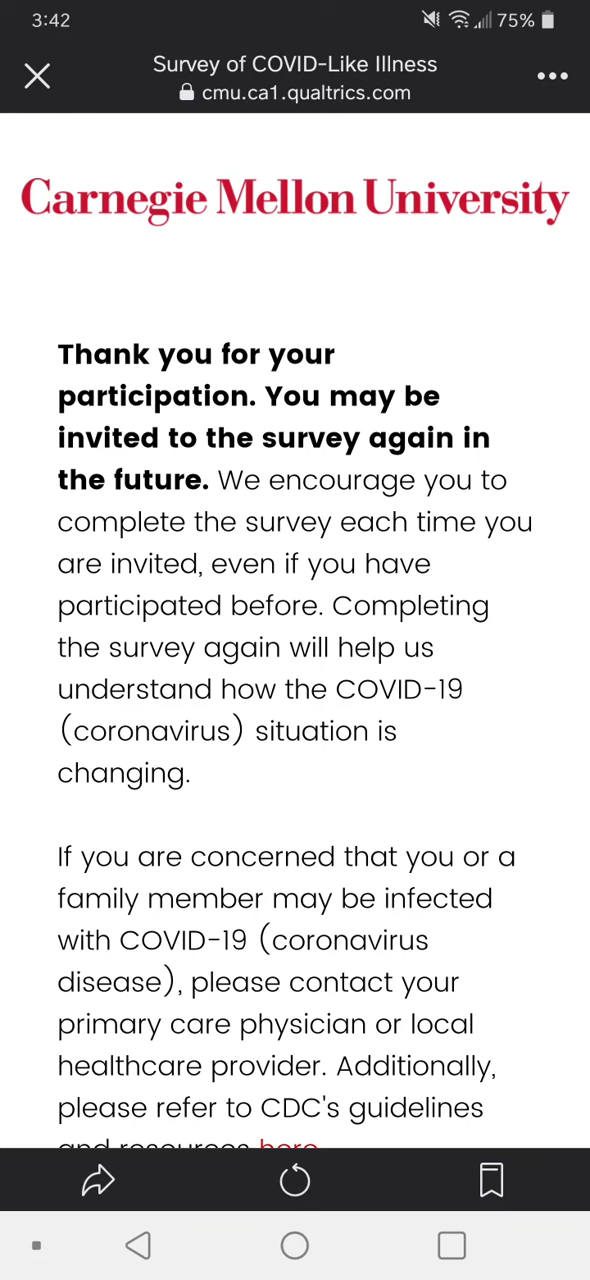 3:42
75%
Survey of COVID-Like Illness
cmu.ca1.qualtrics.com
Carnegie Mellon University
Thank you for your
participation. You may be
invited to the survey again in
the future. We encourage you to
complete the survey each time you
are invited, even if you have
participated before. Completing
the survey again will help us
understand how the COVID-19
(coronavirus) situation is
changing.
If you are concerned that you or a
family member may be infected
with COVID-19 (coronavirus
disease), please contact your
primary care physician or local
healthcare provider. Additionally,
please refer to CDC's guidelines
and resources here